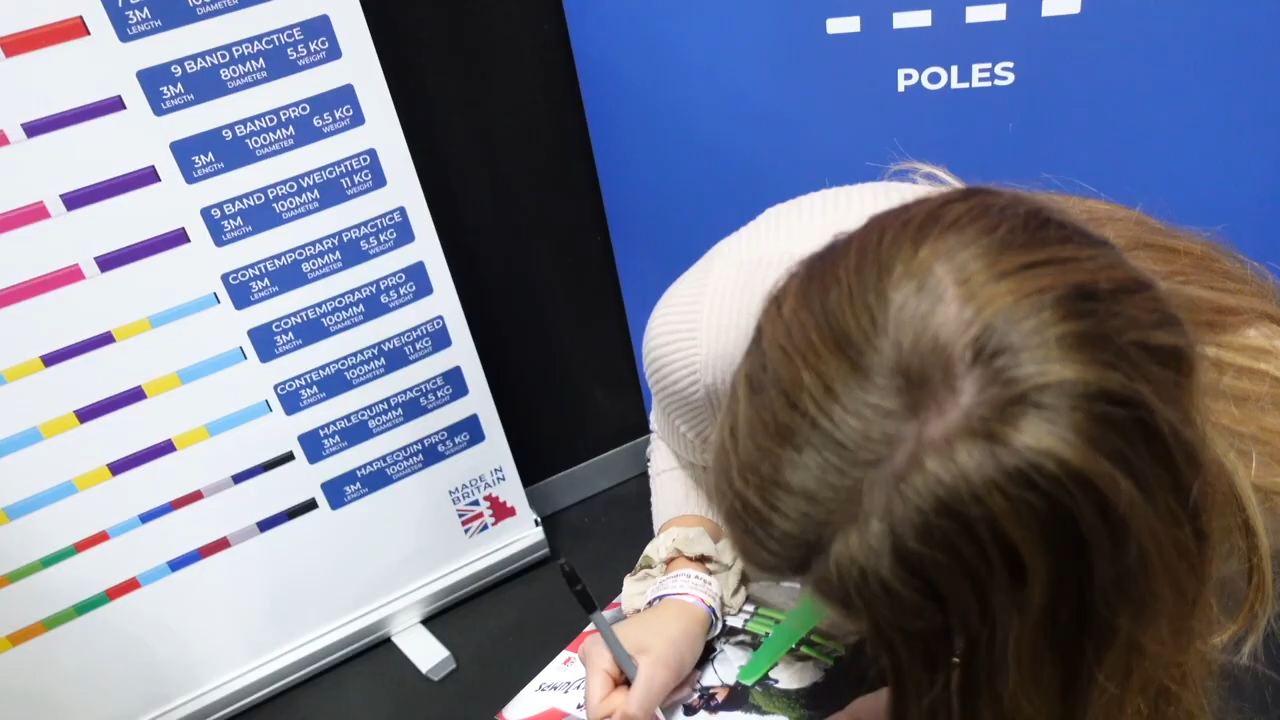 3M
LENGTH
DIAMETER
WEIGHT
9 BAND PRACTICE
3M 80MM 5.5 KG
LENGTH DIAMETER WEIGHT
9 BAND PRO
3M 100MM 6.5 KG
LENGTH DIAMETER WEIGHT
9 BAND PRO WEIGHTED
3M 100MM 11 KG
LENGTH DIAMETER WEIGHT
CONTEMPORARY PRACTICE
3M 80MM 5.5 KG
LENGTH DIAMETER WEIGHT
CONTEMPORARY PRO
3M 100MM 6.5 KG
LENGTH DIAMETER WEIGHT
CONTEMPORARY WEIGHTED
3M 100MM 11 KG
LENGTH DIAMETER WEIGHT
HARLEQUIN PRACTICE
3M 80MM 5.5 KG
LENGTH DIAMETER WEIGHT
HARLEQUIN PRO
3M 100MM 6.5 KG
LENGTH DIAMETER WEIGHT
MADE IN
BRITAIN
POLES
Area
JUMPS